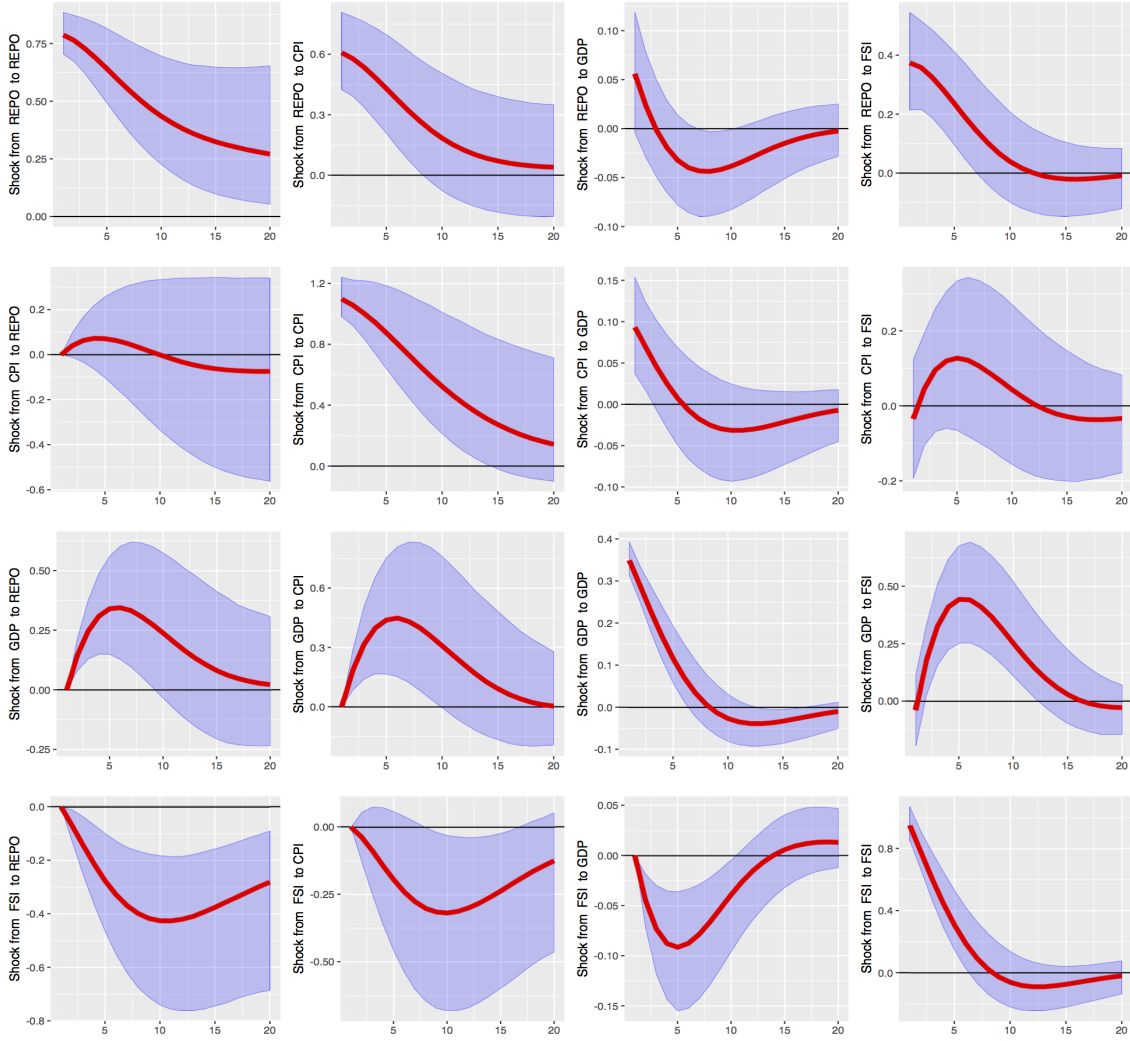 Shock from REPO to REPO
0.75
0.50
0.25
0.00
5 10 15 20
Shock from REPO to CPI
0.6
0.3
0.0
5 10 15 20
Shock from REPO to GDP
0.10
0.05
0.00
-0.05
-0.10
5 10 15 20
Shock from REPO to FSI
0.4
0.2
0.0
5 10 15 20
Shock from CPI to REPO
0.2
0.0
-0.2
-0.4
-0.6
5 10 15 20
Shock from CPI to CPI
1.2
0.8
0.4
0.0
5 10 15 20
Shock from CPI to GDP
0.15
0.10
0.05
0.00
-0.05
-0.10
5 10 15 20
Shock from CPI to FSI
0.2
0.0
-0.2
5 10 15 20
Shock from GDP to REPO
0.50
0.25
0.00
-0.25
5 10 15 20
Shock from GDP to CPI
0.6
0.3
0.0
5 10 15 20
Shock from GDP to GDP
0.4
0.3
0.2
0.1
0.0
-0.1
5 10 15 20
Shock from GDP to FSI
0.50
0.25
0.00
5 10 15 20
Shock from FSI to REPO
0.0
-0.2
-0.4
-0.6
-0.8
5 10 15 20
Shock from FSI to CPI
0.00
-0.25
-0.50
5 10 15 20
Shock from FSI to GDP
0.05
0.00
-0.05
-0.10
-0.15
5 10 15 20
Shock from FSI to FSI
0.8
0.4
0.0
5 10 15 20